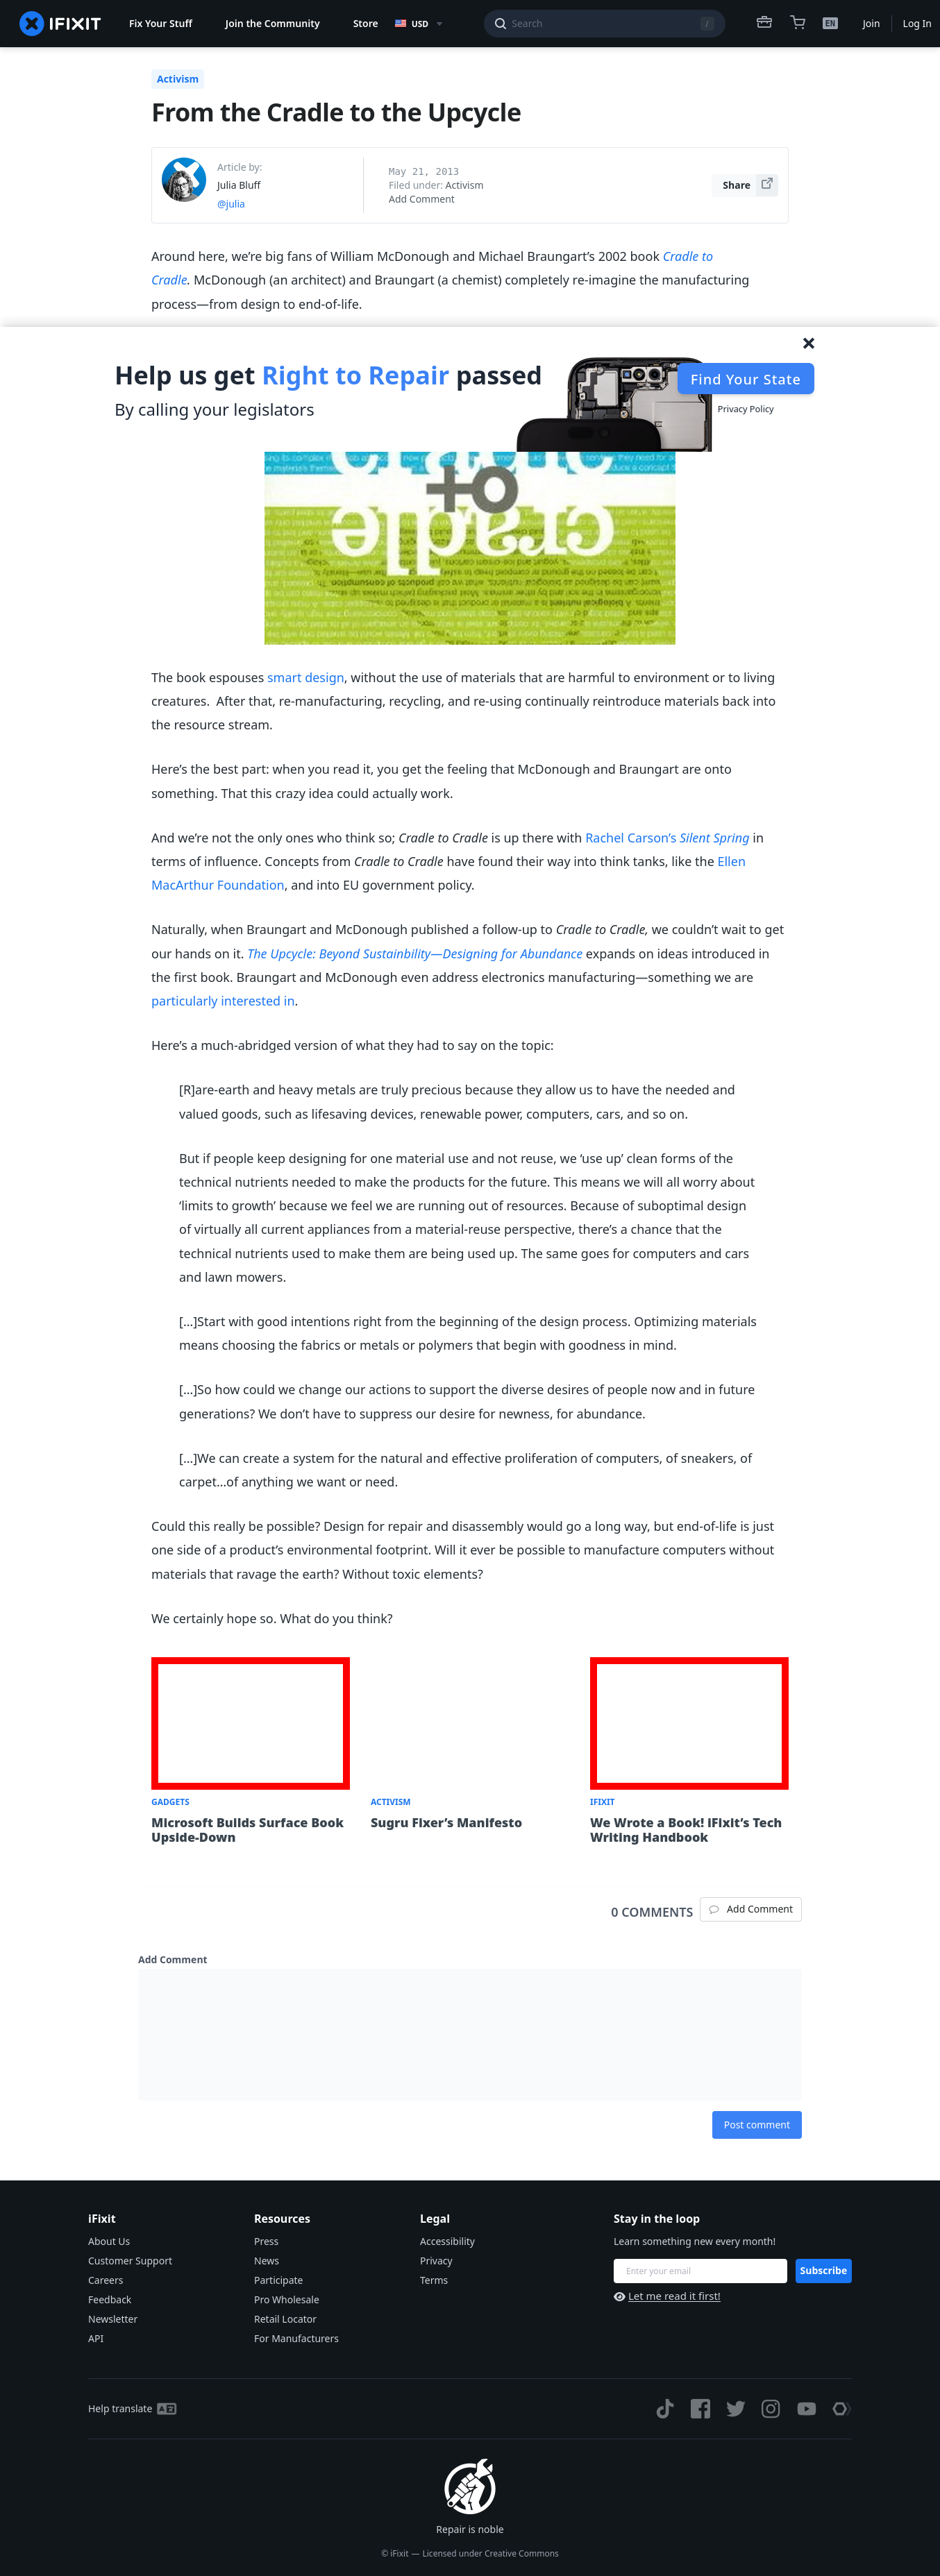 IFIXIT
Fix Your Stuff
Join the Community
Store
USD
Search
/
EN
Join
Log In
Activism
From the Cradle to the Upcycle
Article by:
Julia Bluff
@julia
May 21, 2013
Filed under: Activism
Add Comment
Share
Around here, we’re big fans of William McDonough and Michael Braungart’s 2002 book Cradle to
Cradle. McDonough (an architect) and Braungart (a chemist) completely re-imagine the manufacturing
process—from design to end-of-life.
Help us get Right to Repair passed
By calling your legislators
Find Your State
Privacy Policy
to
cradle
The book espouses smart design, without the use of materials that are harmful to environment or to living
creatures.  After that, re-manufacturing, recycling, and re-using continually reintroduce materials back into
the resource stream.
Here’s the best part: when you read it, you get the feeling that McDonough and Braungart are onto
something. That this crazy idea could actually work.
And we’re not the only ones who think so; Cradle to Cradle is up there with Rachel Carson’s Silent Spring in
terms of influence. Concepts from Cradle to Cradle have found their way into think tanks, like the Ellen
MacArthur Foundation, and into EU government policy.
Naturally, when Braungart and McDonough published a follow-up to Cradle to Cradle, we couldn’t wait to get
our hands on it. The Upcycle: Beyond Sustainbility—Designing for Abundance expands on ideas introduced in
the first book. Braungart and McDonough even address electronics manufacturing—something we are
particularly interested in.
Here’s a much-abridged version of what they had to say on the topic:
[R]are-earth and heavy metals are truly precious because they allow us to have the needed and
valued goods, such as lifesaving devices, renewable power, computers, cars, and so on.
But if people keep designing for one material use and not reuse, we ‘use up’ clean forms of the
technical nutrients needed to make the products for the future. This means we will all worry about
‘limits to growth’ because we feel we are running out of resources. Because of suboptimal design
of virtually all current appliances from a material-reuse perspective, there’s a chance that the
technical nutrients used to make them are being used up. The same goes for computers and cars
and lawn mowers.
[…]Start with good intentions right from the beginning of the design process. Optimizing materials
means choosing the fabrics or metals or polymers that begin with goodness in mind.
[…]So how could we change our actions to support the diverse desires of people now and in future
generations? We don’t have to suppress our desire for newness, for abundance.
[…]We can create a system for the natural and effective proliferation of computers, of sneakers, of
carpet…of anything we want or need.
Could this really be possible? Design for repair and disassembly would go a long way, but end-of-life is just
one side of a product’s environmental footprint. Will it ever be possible to manufacture computers without
materials that ravage the earth? Without toxic elements?
We certainly hope so. What do you think?
GADGETS
Microsoft Builds Surface Book
Upside-Down
ACTIVISM
Sugru Fixer’s Manifesto
IFIXIT
We Wrote a Book! iFixit’s Tech
Writing Handbook
0 COMMENTS
Add Comment
Add Comment
Post comment
iFixit
About Us
Customer Support
Careers
Feedback
Newsletter
API
Resources
Press
News
Participate
Pro Wholesale
Retail Locator
For Manufacturers
Legal
Accessibility
Privacy
Terms
Stay in the loop
Learn something new every month!
Enter your email
Subscribe
Let me read it first!
Help translate
Repair is noble
© iFixit — Licensed under Creative Commons